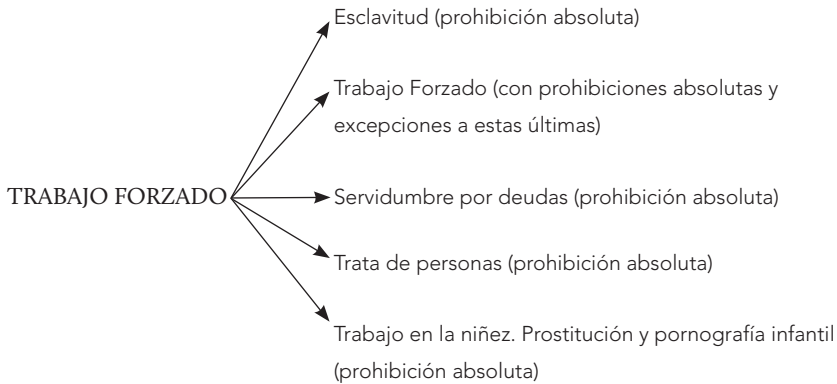 Esclavitud (prohibición absoluta)
Trabajo Forzado (con prohibiciones absolutas y
excepciones a estas últimas)
TRABAJO FORZADO
Servidumbre por deudas (prohibición absoluta)
Trata de personas (prohibición absoluta)
Trabajo en la niñez. Prostitución y pornografía infantil
(prohibición absoluta)